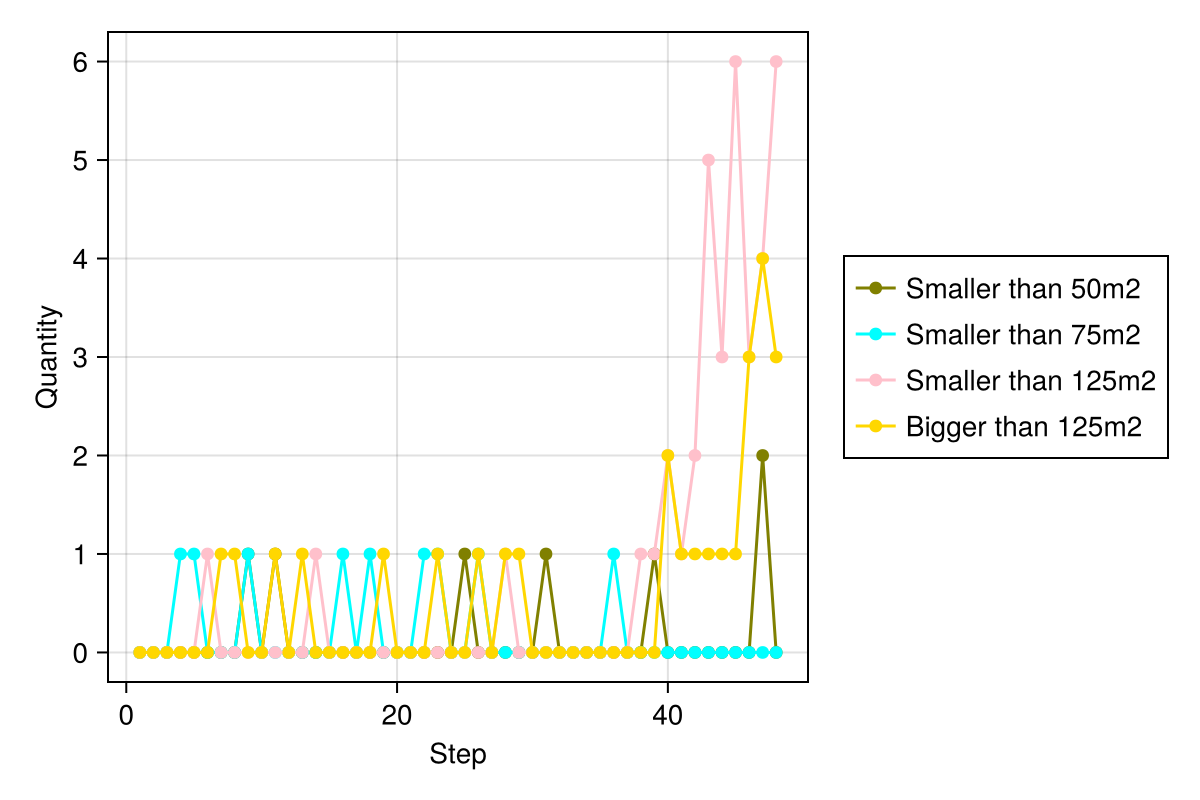 6
5
4
3
2
1
0
Quantity
0 20 40
Step
Smaller than 50m2
Smaller than 75m2
Smaller than 125m2
Bigger than 125m2